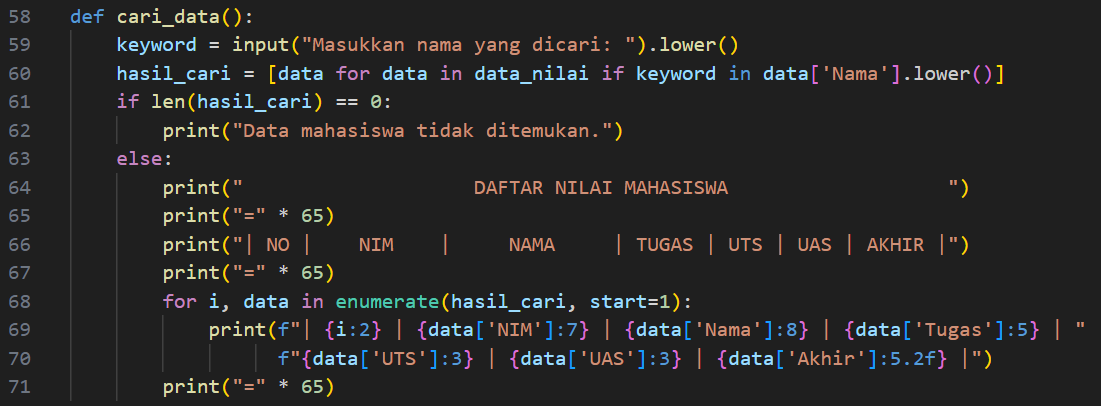 58 def cari_data():
59     keyword = input("Masukkan nama yang dicari: ").lower()
60     hasil_cari = [data for data in data_nilai if keyword in data['Nama'].lower()]
61     if len(hasil_cari) == 0:
62         print("Data mahasiswa tidak ditemukan.")
63     else:
64         print("                    DAFTAR NILAI MAHASISWA                   ")
65         print("=" * 65)
66         print("| NO |    NIM    |     NAMA     | TUGAS | UTS | UAS | AKHIR |")
67         print("=" * 65)
68         for i, data in enumerate(hasil_cari, start=1):
69             print(f"| {i:2} | {data['NIM']:7} | {data['Nama']:8} | {data['Tugas']:5} | "
70                   f"{data['UTS']:3} | {data['UAS']:3} | {data['Akhir']:5.2f} |")
71         print("=" * 65)